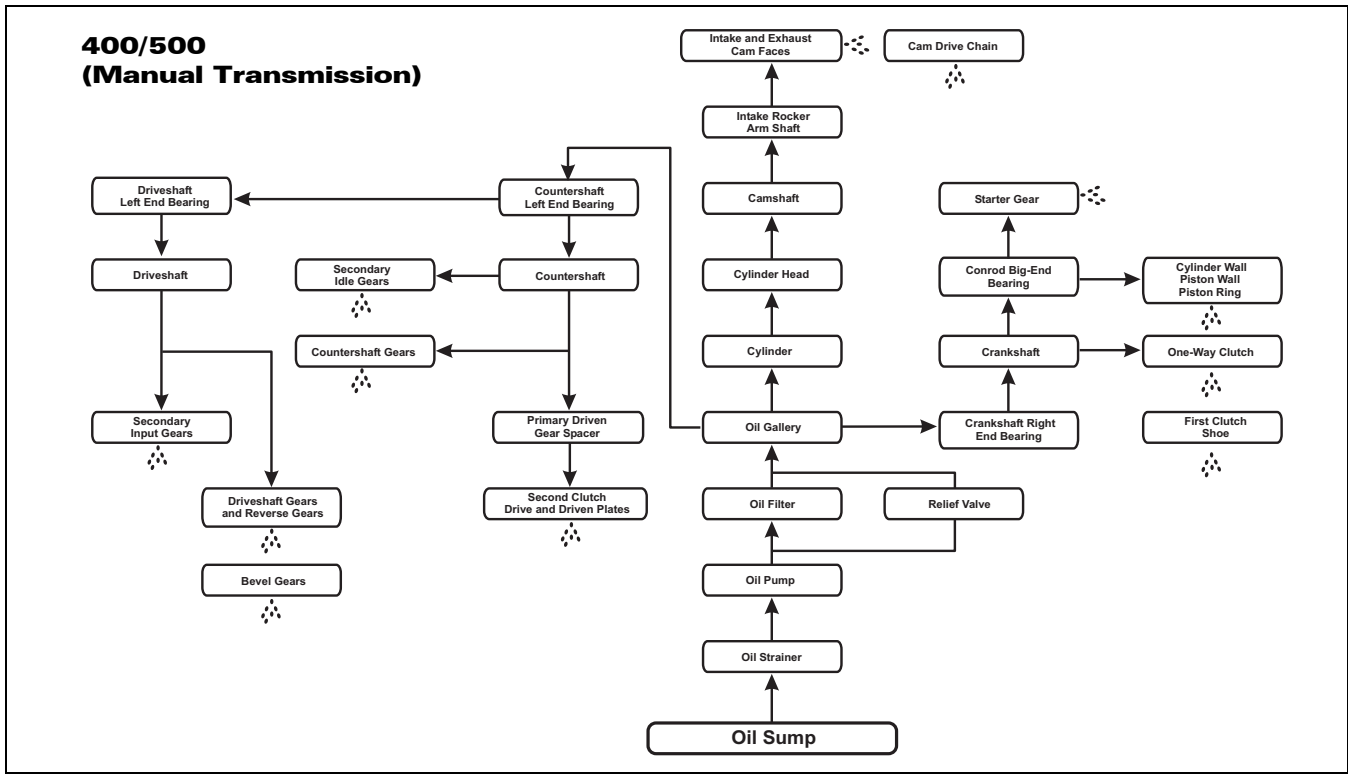 400/500
(Manual Transmission)
Intake and Exhaust
Cam Faces
Cam Drive Chain
Intake Rocker
Arm Shaft
Driveshaft
Left End Bearing
Countershaft
Left End Bearing
Camshaft
Starter Gear
Driveshaft
Secondary
Idle Gears
Countershaft
Cylinder Head
Conrod Big-End
Bearing
Cylinder Wall
Piston Wall
Piston Ring
Countershaft Gears
Cylinder
Crankshaft
One-Way Clutch
Secondary
Input Gears
Primary Driven
Gear Spacer
Oil Gallery
Crankshaft Right
End Bearing
First Clutch
Shoe
Driveshaft Gears
and Reverse Gears
Second Clutch
Drive and Driven Plates
Oil Filter
Relief Valve
Bevel Gears
Oil Pump
Oil Strainer
Oil Sump